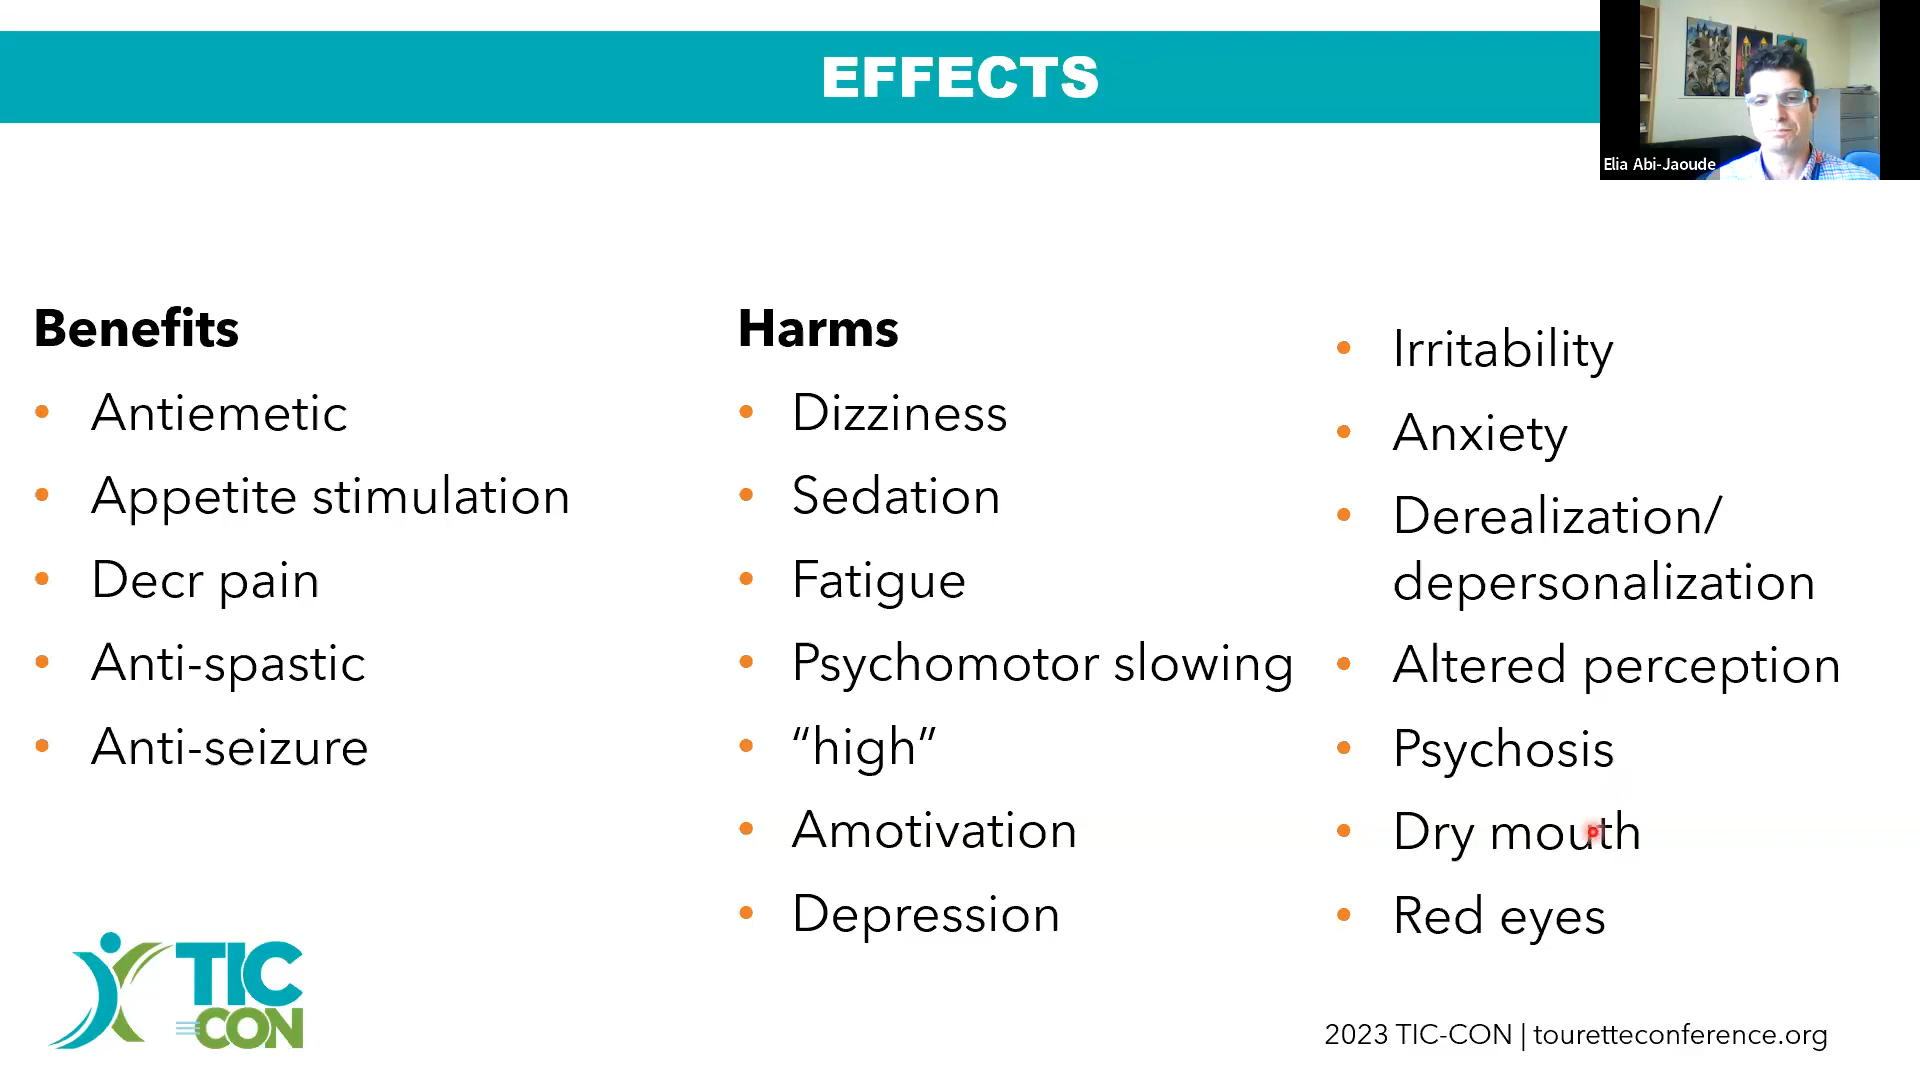 EFFECTS
Elia Abi-Jaoude
Benefits
• Antiemetic
• Appetite stimulation
• Decr pain
• Anti-spastic
• Anti-seizure
Harms
• Dizziness
• Sedation
• Fatigue
• Psychomotor slowing
• “high”
• Amotivation
• Depression
• Irritability
• Anxiety
• Derealization/
depersonalization
• Altered perception
• Psychosis
• Dry mouth
• Red eyes
TIC
CON
2023 TIC-CON | touretteconference.org